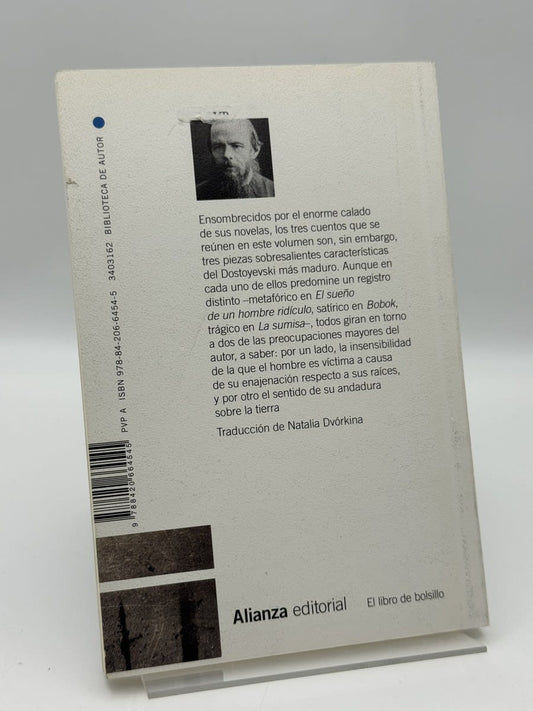 Ensombrecidos por el enorme calado
de sus novelas, los tres cuentos que se
reúnen en este volumen son, sin embargo,
tres piezas sobresalientes características
del Dostoyevski más maduro. Aunque en
cada uno de ellos predomine un registro
distinto –metafórico en El sueño
de un hombre ridículo, satírico en Bobok,
trágico en La sumisa–, todos giran en torno
a dos de las preocupaciones mayores del
autor, a saber: por un lado, la insensibilidad
de la que el hombre es víctima a causa
de su enajenación respecto a sus raíces,
y por otro el sentido de su andadura
sobre la tierra
Traducción de Natalia Dvórkina
PVP A ISBN 978-84-206-6454-5 3403162 BIBLIOTECA DE AUTOR
9 788420 664545
Alianza editorial El libro de bolsillo